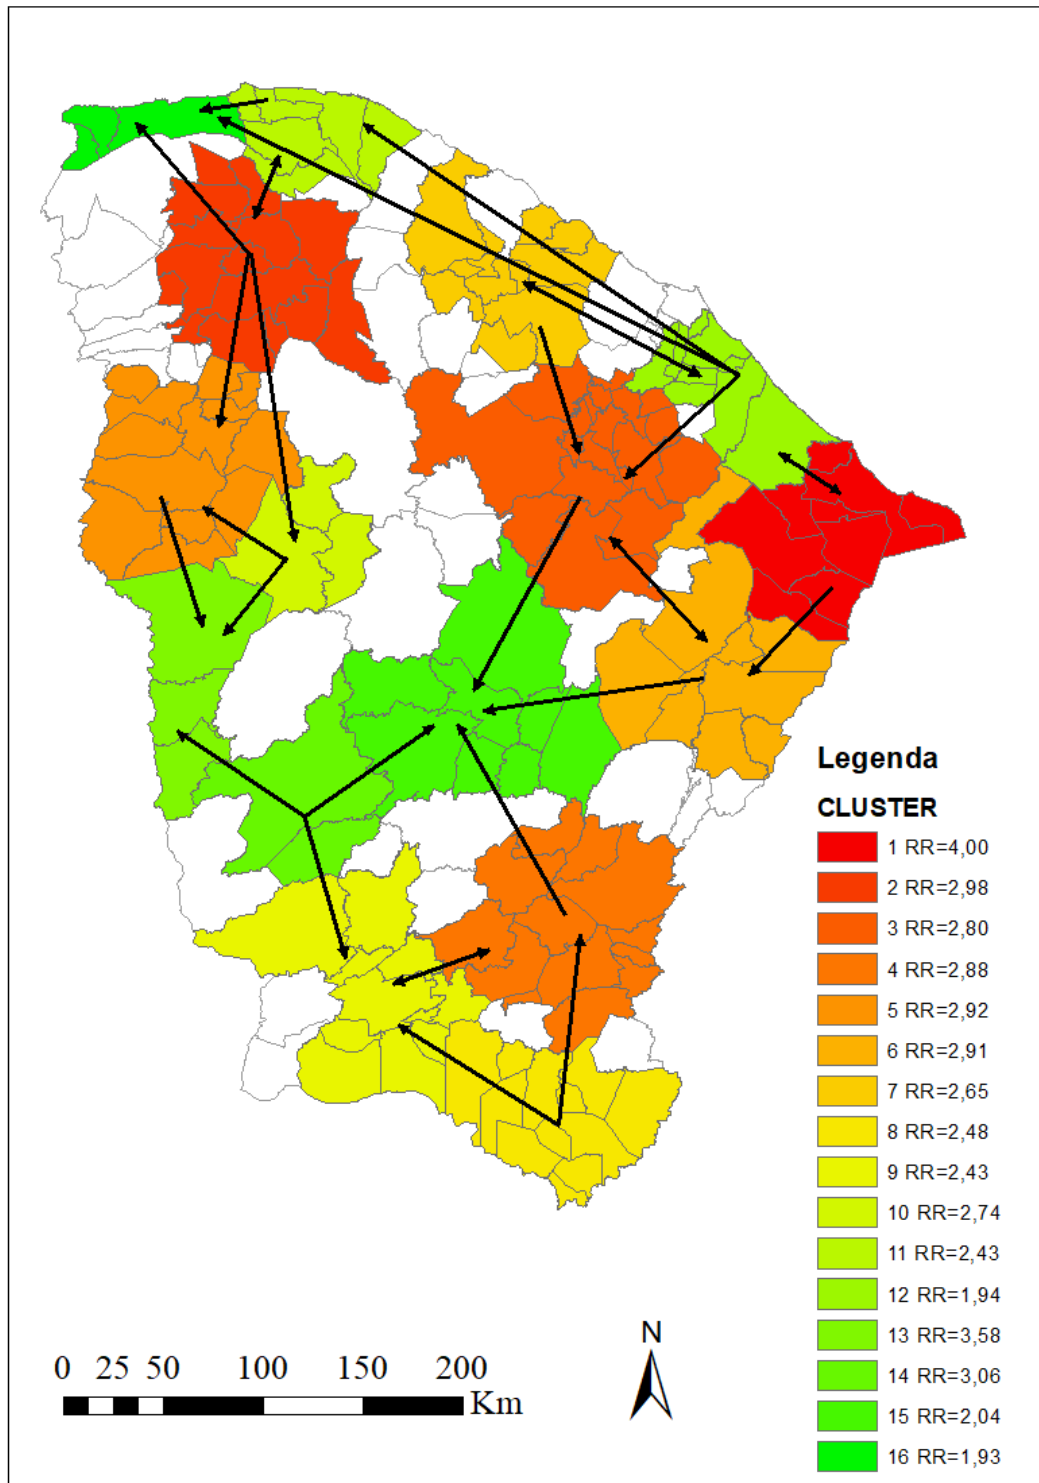 Legenda
CLUSTER
1 RR=4,00
2 RR=2,98
3 RR=2,80
4 RR=2,88
5 RR=2,92
6 RR=2,91
7 RR=2,65
8 RR=2,48
9 RR=2,43
10 RR=2,74
11 RR=2,43
12 RR=1,94
13 RR=3,58
14 RR=3,06
15 RR=2,04
16 RR=1,93
N
0 25 50 100 150 200
Km